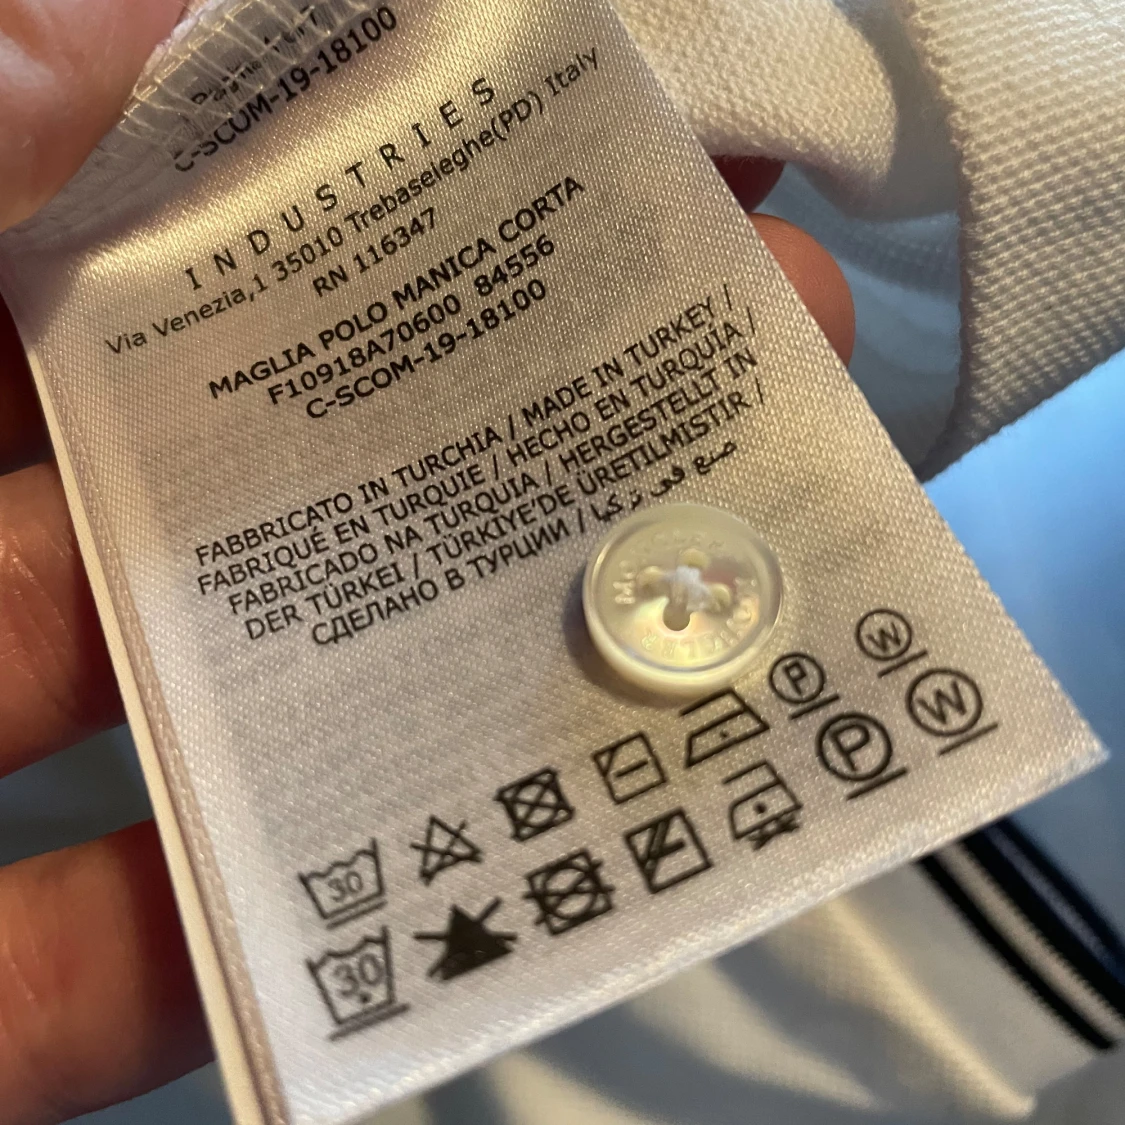 C-SCOM-19-18100
INDUSTRIES
Via Venezia,1 35010 Trebaseleghe(PD) Italy
RN 116347
MAGLIA POLO MANICA CORTA
F10918A70600 84556
C-SCOM-19-18100
FABBRICATO IN TURCHIA / MADE IN TURKEY /
FABRIQUÉ EN TURQUIE / HECHO EN TURQUÍA /
FABRICADO NA TURQUIA / HERGESTELLT IN
DER TÜRKEI / TÜRKIYE'DE ÜRETILMISTIR /
СДЕЛАНО В ТУРЦИИ / صنع في تركيا
MONCLER
W
P
30
W
P
30